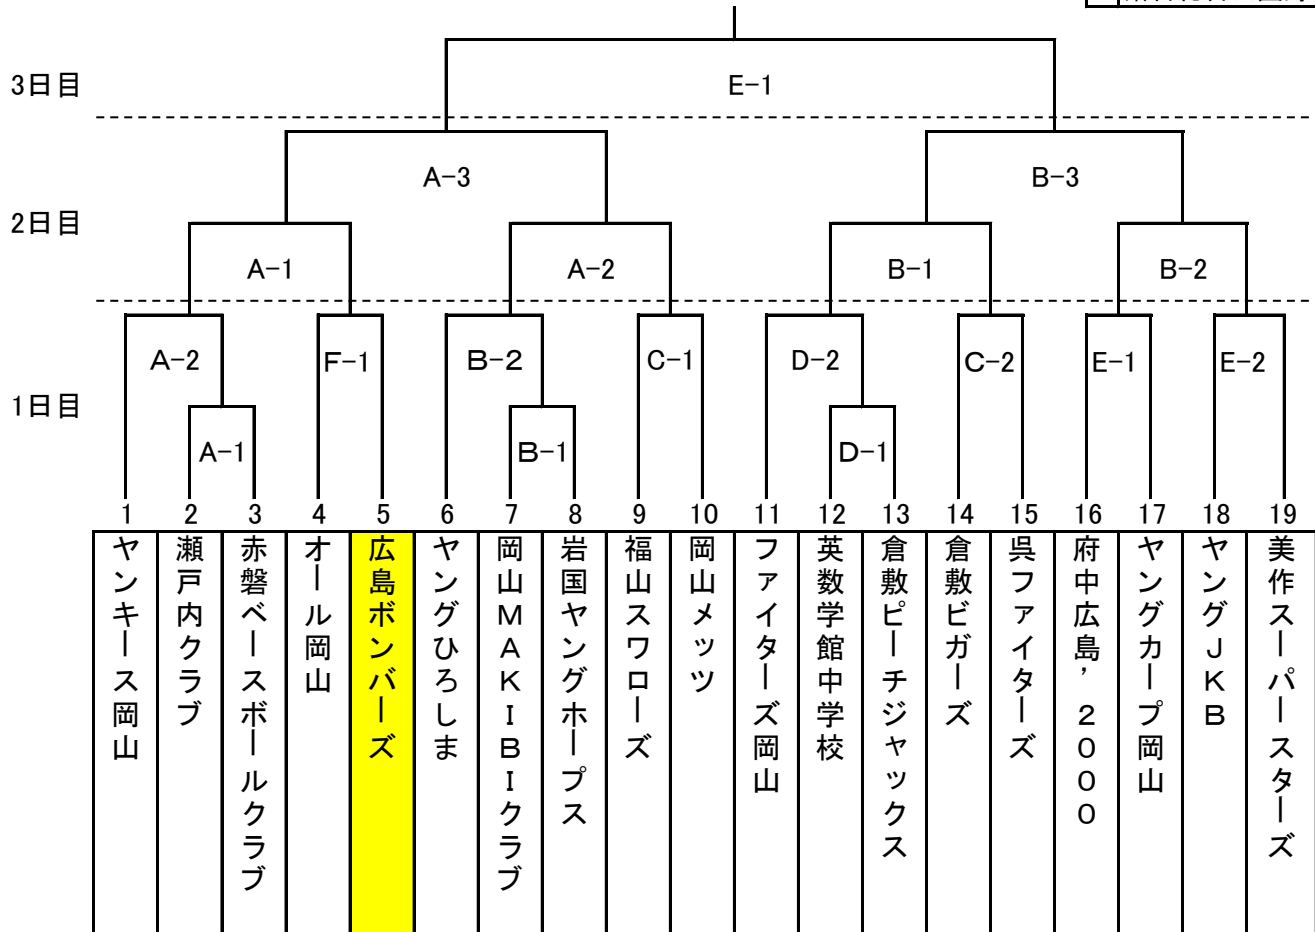 3日目
E-1
A-3
B-3
2日目
A-1
A-2
B-1
B-2
A-2
F-1
B-2
C-1
D-2
C-2
E-1
E-2
1日目
A-1
B-1
D-1
1 2 3 4 5 6 7 8 9 10 11 12 13 14 15 16 17 18 19
ヤンキース岡山
瀬戸内クラブ
赤磐ベースボールクラブ
オール岡山
広島ボンバーズ
ヤングひろしま
岡山MAKIBIクラブ
岩国ヤングホープス
福山スワローズ
岡山メッツ
ファイターズ岡山
英数学館中学校
倉敷ピーチジャックス
倉敷ビガーズ
呉ファイターズ
府中広島’2000
ヤングカープ岡山
ヤングJKB
美作スーパースターズ